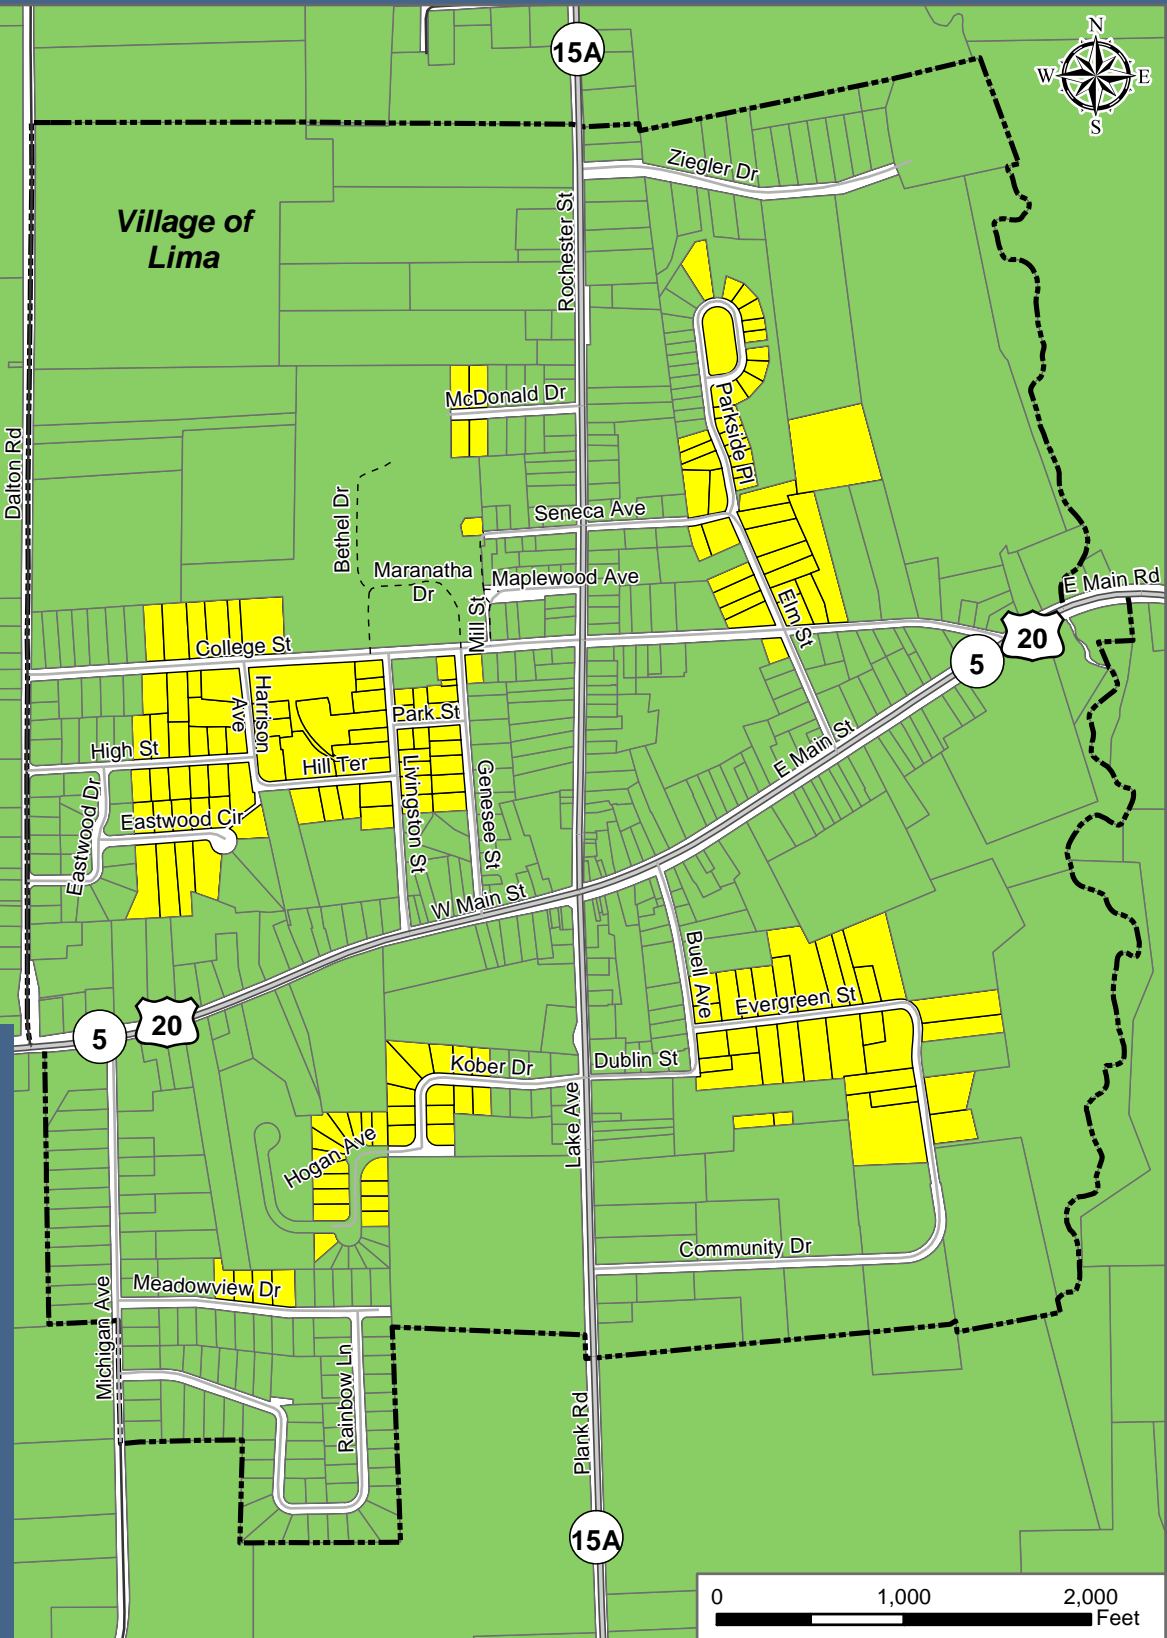 15A
N
W E
S
Ziegler Dr
Village of
Lima
Rochester St
McDonald Dr
Parkside Pl
Dalton Rd
Bethel Dr
Seneca Ave
Maranatha
Dr
Maplewood Ave
E Main Rd
Mill St
Elm St
20
College St
5
Harrison
Ave
Park St
High St
Hill Ter
Livingston St
Genesee St
E Main St
Eastwood Dr
Eastwood Cir
W Main St
Buell Ave
Evergreen St
5
20
Kober Dr
Dublin St
Lake Ave
Hogan Ave
Community Dr
Meadowview Dr
Michigan Ave
Rainbow Ln
Plank Rd
15A
0 1,000 2,000
Feet